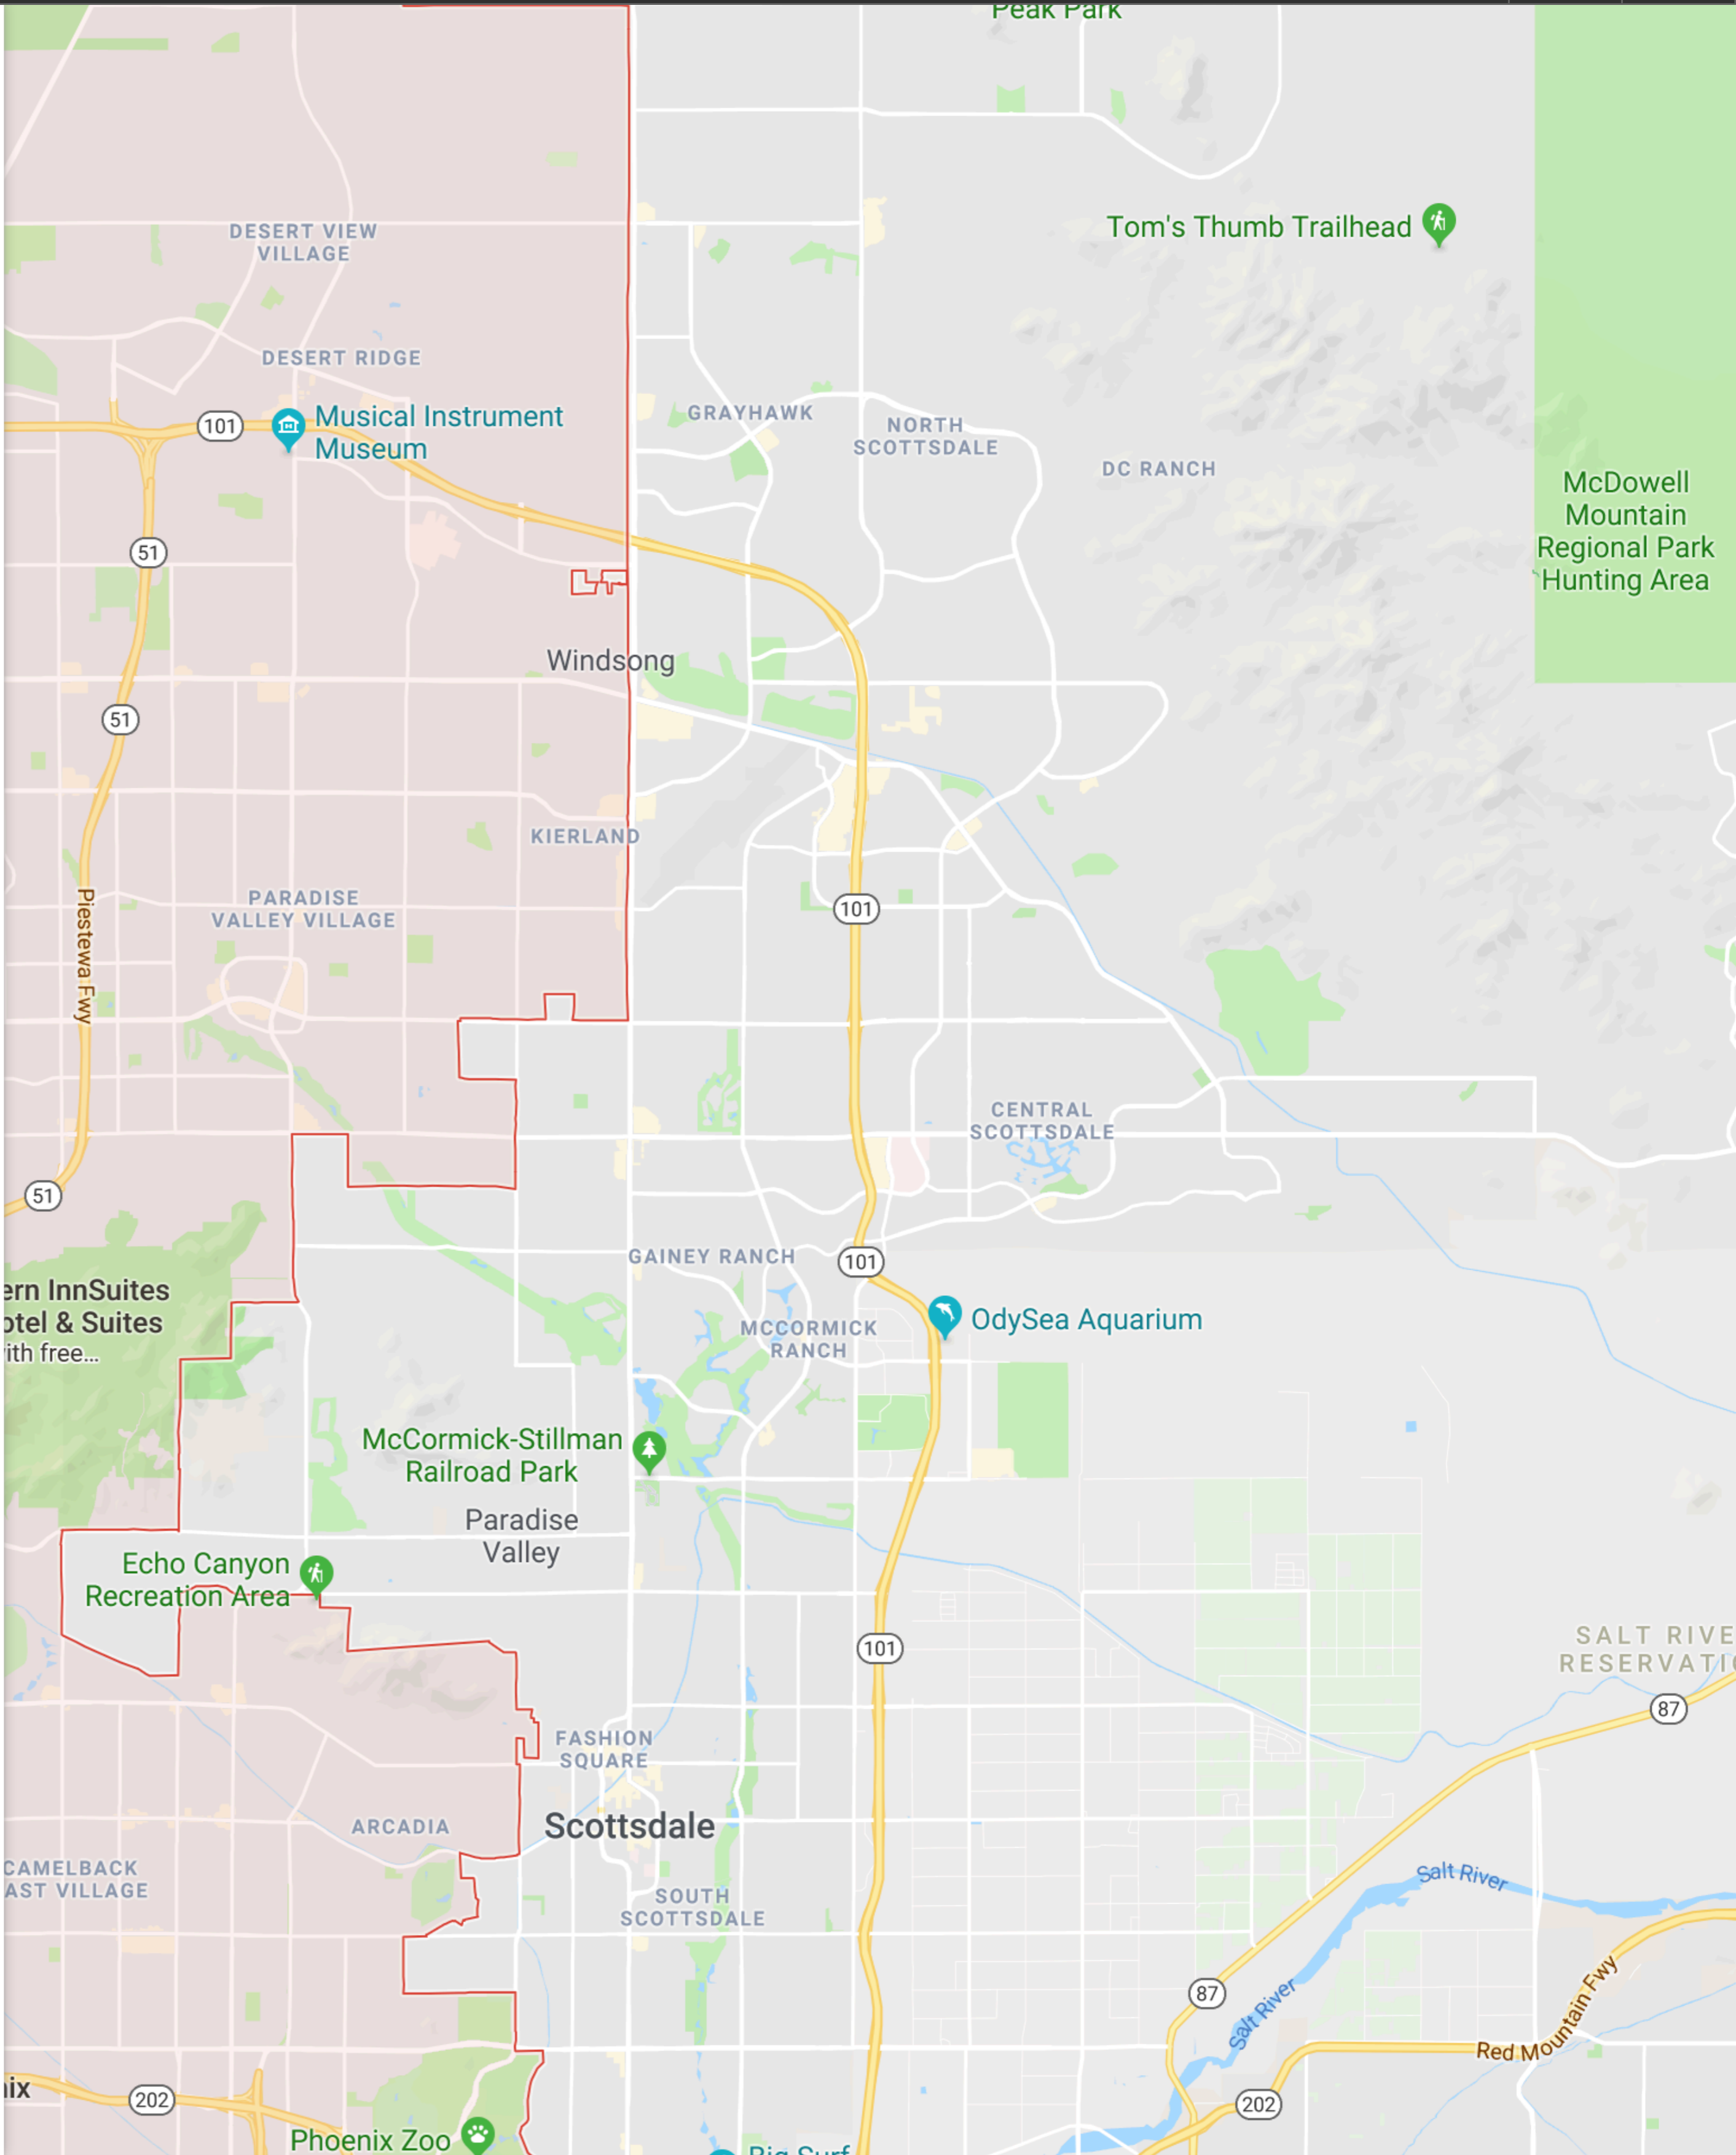 Peak Park
DESERT VIEW
VILLAGE
Tom's Thumb Trailhead
DESERT RIDGE
101
Musical Instrument
Museum
GRAYHAWK
NORTH
SCOTTSDALE
DC RANCH
McDowell
Mountain
Regional Park
Hunting Area
51
Windsong
51
KIERLAND
PARADISE
VALLEY VILLAGE
Piestewa Fwy
101
CENTRAL
SCOTTSDALE
51
GAINEY RANCH
101
ern InnSuites
otel & Suites
ith free...
OdySea Aquarium
MCCORMICK
RANCH
McCormick-Stillman
Railroad Park
Paradise
Valley
Echo Canyon
Recreation Area
101
SALT RIVE
RESERVATI
87
FASHION
SQUARE
Scottsdale
ARCADIA
CAMELBACK
AST VILLAGE
SOUTH
SCOTTSDALE
Salt River
87
Salt River
Red Mountain Fwy
ix
202
202
Phoenix Zoo
Big Surf